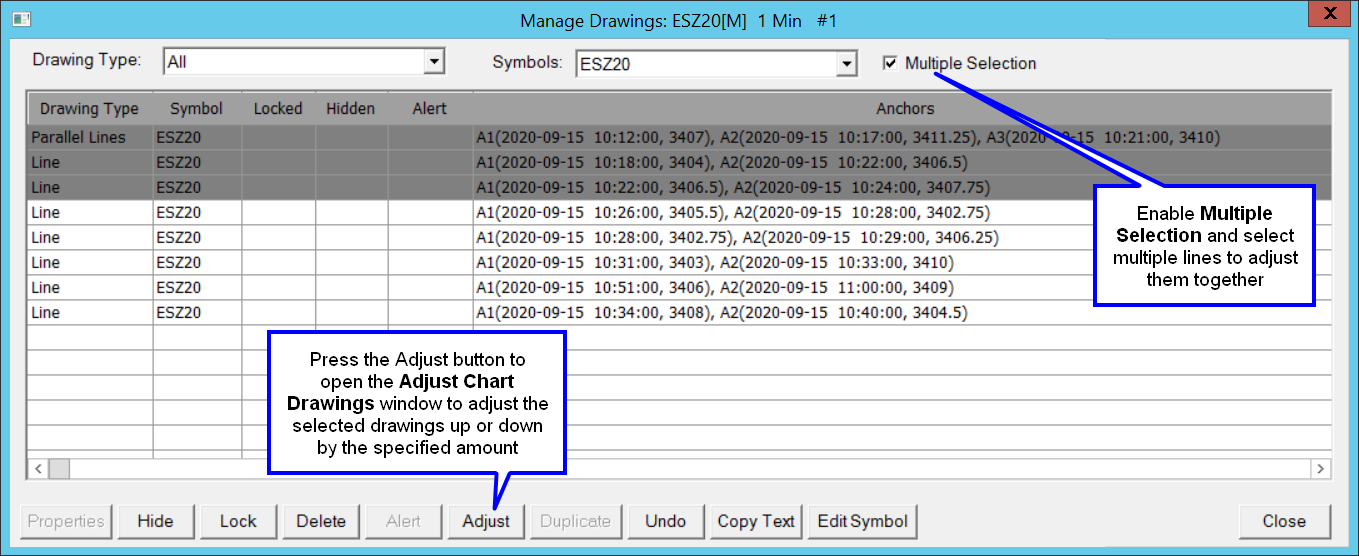 Manage Drawings: ESZ20[M]  1 Min  #1
X
Drawing Type: All Symbols: ESZ20 Multiple Selection
Drawing Type Symbol Locked Hidden Alert Anchors
Parallel Lines ESZ20 A1(2020-09-15 10:12:00, 3407), A2(2020-09-15 10:17:00, 3411.25), A3(2020-09-15 10:21:00, 3410)
Line ESZ20 A1(2020-09-15 10:18:00, 3404), A2(2020-09-15 10:22:00, 3406.5)
Line ESZ20 A1(2020-09-15 10:22:00, 3406.5), A2(2020-09-15 10:24:00, 3407.75)
Line ESZ20 A1(2020-09-15 10:26:00, 3405.5), A2(2020-09-15 10:28:00, 3402.75)
Line ESZ20 A1(2020-09-15 10:28:00, 3402.75), A2(2020-09-15 10:29:00, 3406.25)
Line ESZ20 A1(2020-09-15 10:31:00, 3403), A2(2020-09-15 10:33:00, 3410)
Line ESZ20 A1(2020-09-15 10:51:00, 3406), A2(2020-09-15 11:00:00, 3409)
Line ESZ20 A1(2020-09-15 10:34:00, 3408), A2(2020-09-15 10:40:00, 3404.5)
Enable Multiple
Selection and select
multiple lines to adjust
them together
Press the Adjust button to
open the Adjust Chart
Drawings window to adjust the
selected drawings up or down
by the specified amount
Properties Hide Lock Delete Alert Adjust Duplicate Undo Copy Text Edit Symbol Close